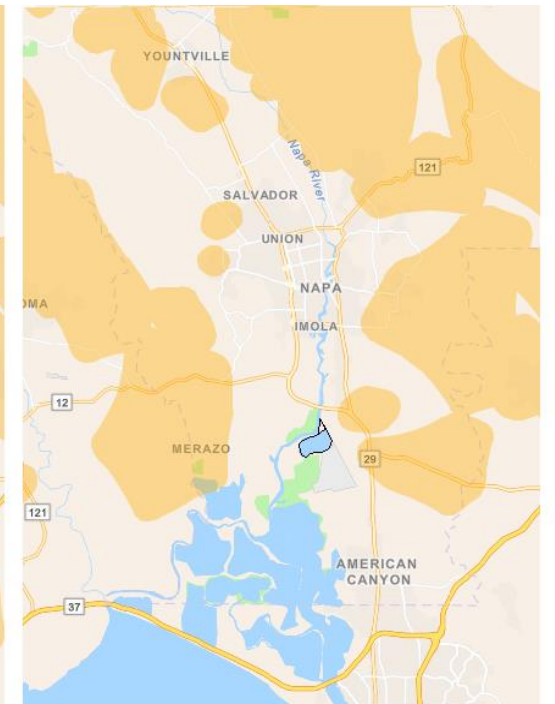 YOUNTVILLE
Napa River
121
SALVADOR
UNION
NAPA
OMA
IMOLA
12
MERAZO
29
121
AMERICAN
CANYON
37